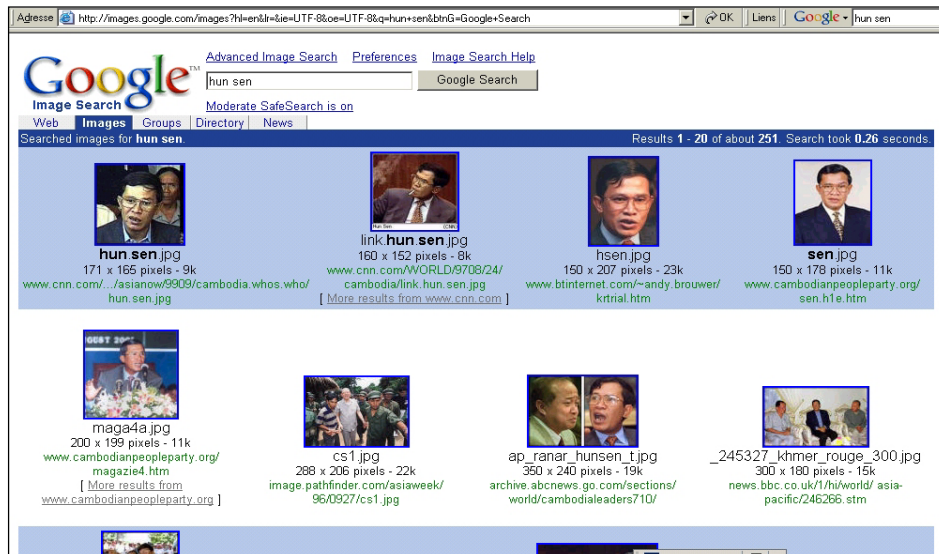 Adresse http://images.google.com/images?hl=en&lr=&ie=UTF-8&oe=UTF-8&q=hun+sen&btnG=Google+Search OK Liens Google hun sen
Google™
Image Search
Advanced Image Search Preferences Image Search Help
hun sen Google Search
Moderate SafeSearch is on
Web Images Groups Directory News
Searched images for hun sen. Results 1 - 20 of about 251. Search took 0.26 seconds.
Hun Sen CNN
hun.sen.jpg
171 x 165 pixels - 9k
www.cnn.com/.../asianow/9909/cambodia.whos.who/
hun.sen.jpg
link.hun.sen.jpg
160 x 152 pixels - 8k
www.cnn.com/WORLD/9708/24/
cambodia/link.hun.sen.jpg
[ More results from www.cnn.com ]
hsen.jpg
150 x 207 pixels - 23k
www.btinternet.com/~andy.brouwer/
krtrial.htm
sen.jpg
150 x 178 pixels - 11k
www.cambodianpeopleparty.org/
sen.h1e.htm
maga4a.jpg
200 x 199 pixels - 11k
www.cambodianpeopleparty.org/
magazie4.htm
[ More results from
www.cambodianpeopleparty.org ]
cs1.jpg
288 x 206 pixels - 22k
image.pathfinder.com/asiaweek/
96/0927/cs1.jpg
ap_ranar_hunsen_t.jpg
350 x 240 pixels - 19k
archive.abcnews.go.com/sections/
world/cambodialeaders710/
_245327_khmer_rouge_300.jpg
300 x 180 pixels - 15k
news.bbc.co.uk/1/hi/world/ asia-
pacific/246266.stm